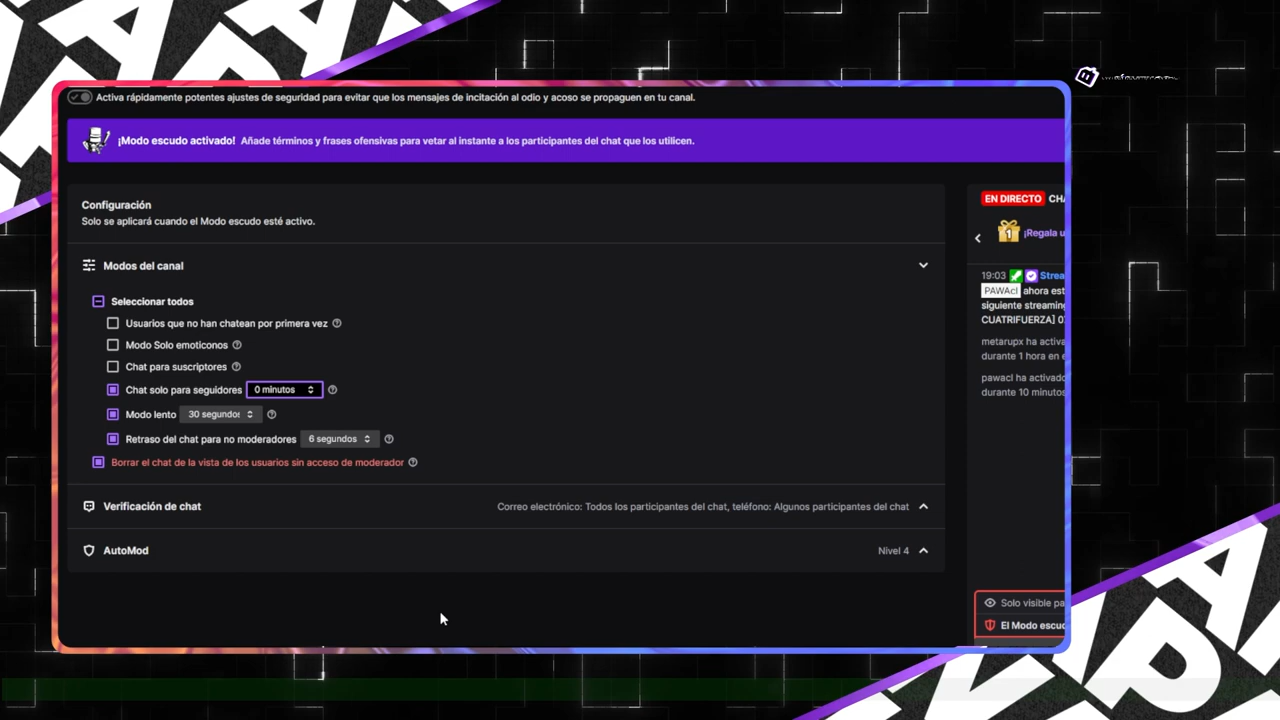 Activa rápidamente potentes ajustes de seguridad para evitar que los mensajes de incitación al odio y acoso se propaguen en tu canal.
¡Modo escudo activado! Añade términos y frases ofensivas para vetar al instante a los participantes del chat que los utilicen.
Configuración
Solo se aplicará cuando el Modo escudo esté activo.
Modos del canal
Seleccionar todos
Usuarios que no han chatean por primera vez
Modo Solo emoticonos
Chat para suscriptores
Chat solo para seguidores 0 minutos
Modo lento 30 segundos
Retraso del chat para no moderadores 6 segundos
Borrar el chat de la vista de los usuarios sin acceso de moderador
Verificación de chat Correo electrónico: Todos los participantes del chat, teléfono: Algunos participantes del chat
AutoMod Nivel 4
EN DIRECTO CHA
1 ¡Regala u
19:03 Strea
PAWAcl ahora est
siguiente streaming
CUATRIFUERZA] 0
metarupx ha activa
durante 1 hora en e
pawacl ha activado
durante 10 minutos
Solo visible pa
El Modo escud